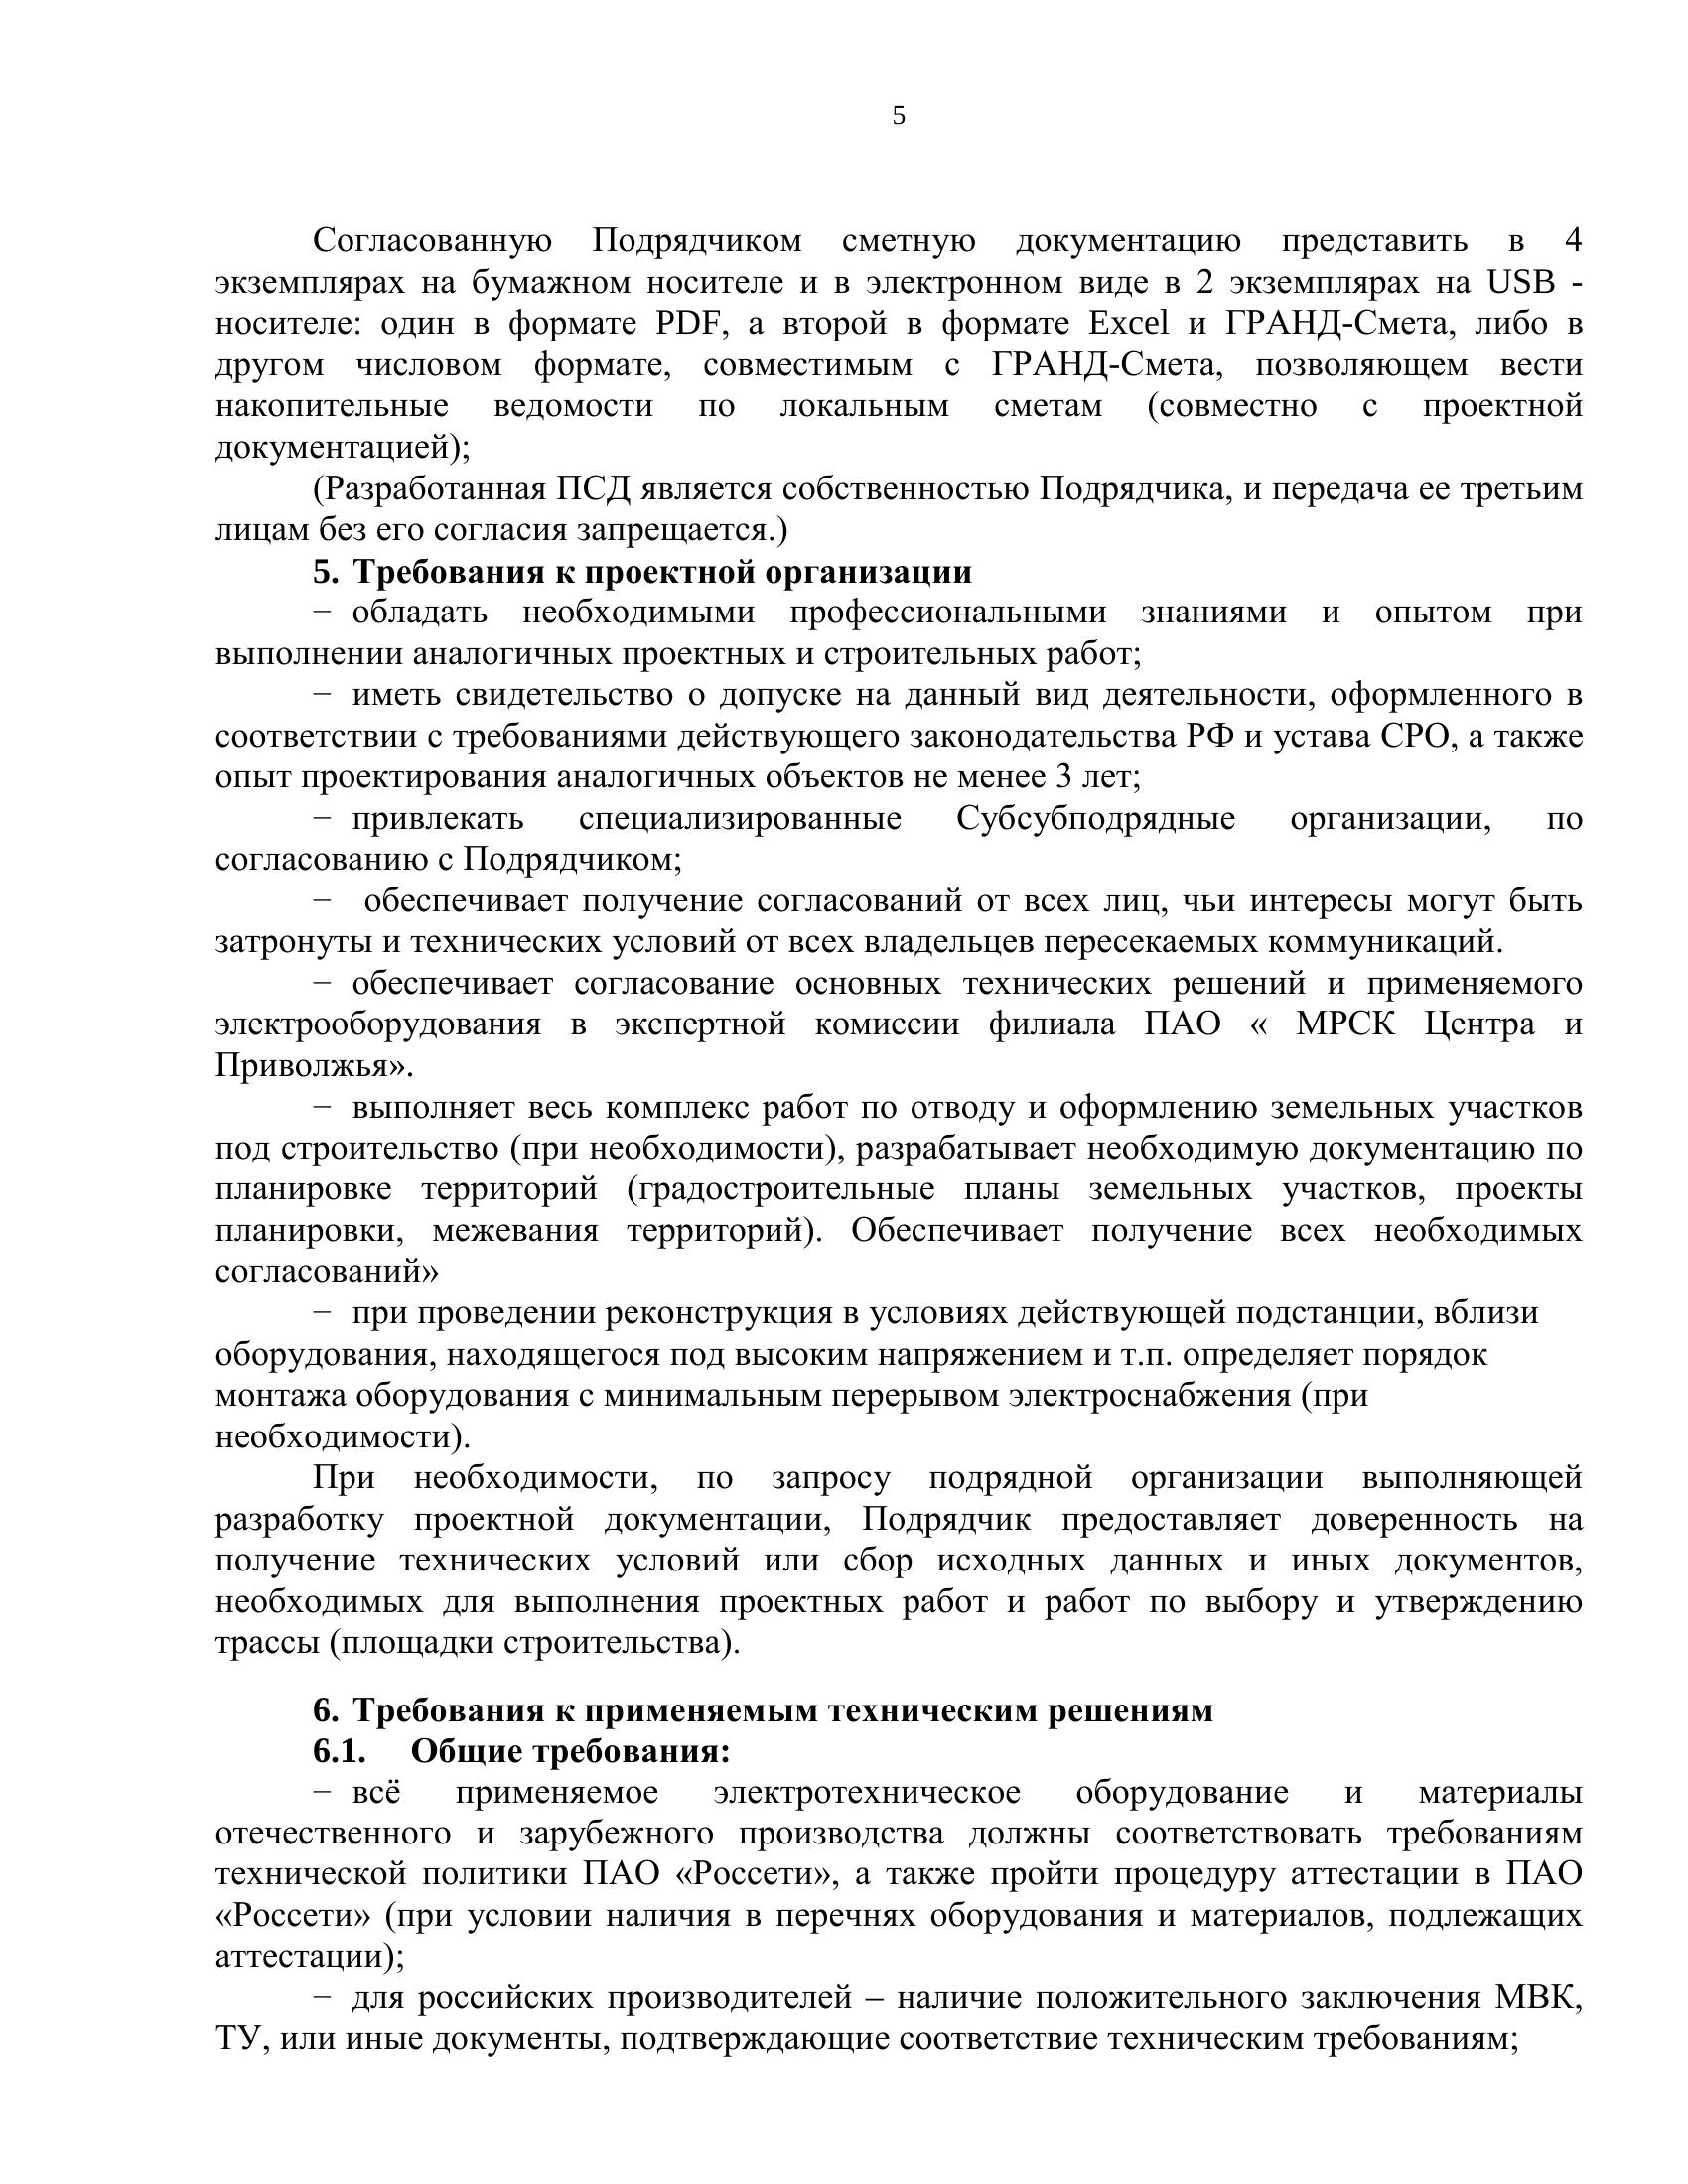 5
Согласованную Подрядчиком сметную документацию представить в 4
экземплярах на бумажном носителе и в электронном виде в 2 экземплярах на USB -
носителе: один в формате PDF, а второй в формате Excel и ГРАНД-Смета, либо в
другом числовом формате, совместимым с ГРАНД-Смета, позволяющем вести
накопительные ведомости по локальным сметам (совместно с проектной
документацией);
(Разработанная ПСД является собственностью Подрядчика, и передача ее третьим
лицам без его согласия запрещается.)
5. Требования к проектной организации
− обладать необходимыми профессиональными знаниями и опытом при
выполнении аналогичных проектных и строительных работ;
− иметь свидетельство о допуске на данный вид деятельности, оформленного в
соответствии с требованиями действующего законодательства РФ и устава СРО, а также
опыт проектирования аналогичных объектов не менее 3 лет;
− привлекать специализированные Субсубподрядные организации, по
согласованию с Подрядчиком;
− обеспечивает получение согласований от всех лиц, чьи интересы могут быть
затронуты и технических условий от всех владельцев пересекаемых коммуникаций.
− обеспечивает согласование основных технических решений и применяемого
электрооборудования в экспертной комиссии филиала ПАО « МРСК Центра и
Приволжья».
− выполняет весь комплекс работ по отводу и оформлению земельных участков
под строительство (при необходимости), разрабатывает необходимую документацию по
планировке территорий (градостроительные планы земельных участков, проекты
планировки, межевания территорий). Обеспечивает получение всех необходимых
согласований»
− при проведении реконструкция в условиях действующей подстанции, вблизи
оборудования, находящегося под высоким напряжением и т.п. определяет порядок
монтажа оборудования с минимальным перерывом электроснабжения (при
необходимости).
При необходимости, по запросу подрядной организации выполняющей
разработку проектной документации, Подрядчик предоставляет доверенность на
получение технических условий или сбор исходных данных и иных документов,
необходимых для выполнения проектных работ и работ по выбору и утверждению
трассы (площадки строительства).
6. Требования к применяемым техническим решениям
6.1. Общие требования:
− всё применяемое электротехническое оборудование и материалы
отечественного и зарубежного производства должны соответствовать требованиям
технической политики ПАО «Россети», а также пройти процедуру аттестации в ПАО
«Россети» (при условии наличия в перечнях оборудования и материалов, подлежащих
аттестации);
− для российских производителей – наличие положительного заключения МВК,
ТУ, или иные документы, подтверждающие соответствие техническим требованиям;